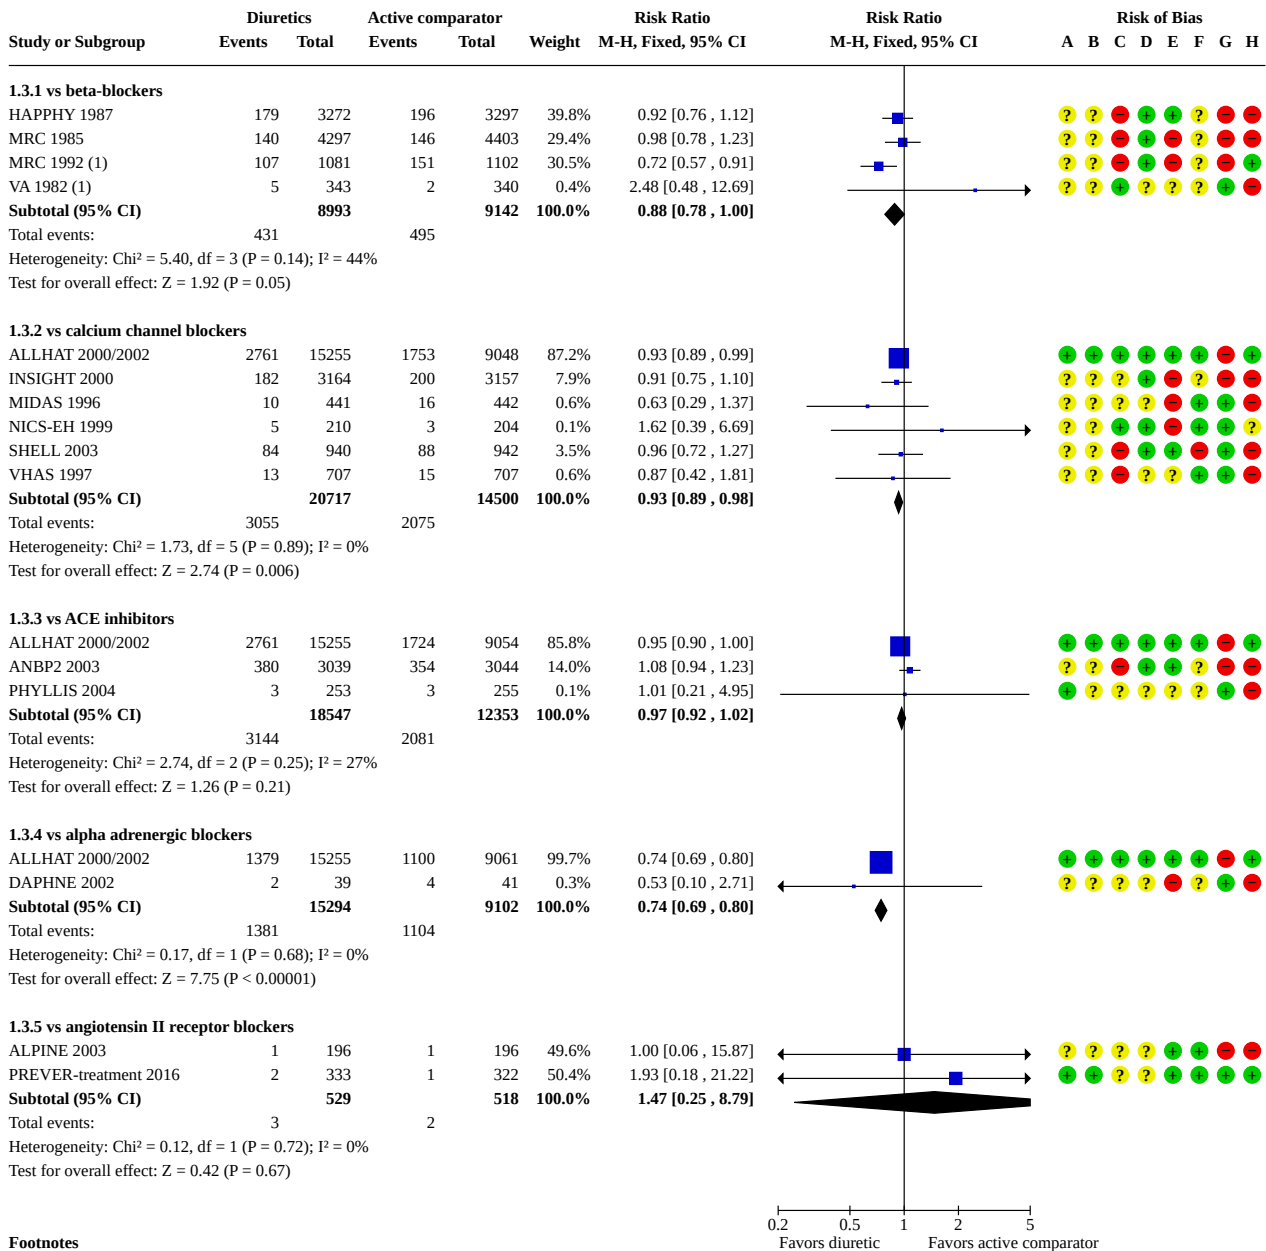 Diuretics Active comparator Risk Ratio Risk Ratio Risk of Bias
Study or Subgroup Events Total Events Total Weight M-H, Fixed, 95% CI M-H, Fixed, 95% CI A B C D E F G H
1.3.1 vs beta-blockers
HAPPHY 1987 179 3272 196 3297 39.8% 0.92 [0.76 , 1.12] ? ? − + + ? − −
MRC 1985 140 4297 146 4403 29.4% 0.98 [0.78 , 1.23] ? ? − + − ? − −
MRC 1992 (1) 107 1081 151 1102 30.5% 0.72 [0.57 , 0.91] ? ? − + − ? − +
VA 1982 (1) 5 343 2 340 0.4% 2.48 [0.48 , 12.69] ? ? + ? ? ? + −
Subtotal (95% CI) 8993 9142 100.0% 0.88 [0.78 , 1.00]
Total events: 431 495
Heterogeneity: Chi² = 5.40, df = 3 (P = 0.14); I² = 44%
Test for overall effect: Z = 1.92 (P = 0.05)
1.3.2 vs calcium channel blockers
ALLHAT 2000/2002 2761 15255 1753 9048 87.2% 0.93 [0.89 , 0.99] + + + + + + − +
INSIGHT 2000 182 3164 200 3157 7.9% 0.91 [0.75 , 1.10] ? ? ? + − ? − −
MIDAS 1996 10 441 16 442 0.6% 0.63 [0.29 , 1.37] ? ? ? ? − + + −
NICS-EH 1999 5 210 3 204 0.1% 1.62 [0.39 , 6.69] ? ? + + − + + ?
SHELL 2003 84 940 88 942 3.5% 0.96 [0.72 , 1.27] ? ? − + + − + −
VHAS 1997 13 707 15 707 0.6% 0.87 [0.42 , 1.81] ? ? − ? ? + + −
Subtotal (95% CI) 20717 14500 100.0% 0.93 [0.89 , 0.98]
Total events: 3055 2075
Heterogeneity: Chi² = 1.73, df = 5 (P = 0.89); I² = 0%
Test for overall effect: Z = 2.74 (P = 0.006)
1.3.3 vs ACE inhibitors
ALLHAT 2000/2002 2761 15255 1724 9054 85.8% 0.95 [0.90 , 1.00] + + + + + + − +
ANBP2 2003 380 3039 354 3044 14.0% 1.08 [0.94 , 1.23] ? ? − + + ? − −
PHYLLIS 2004 3 253 3 255 0.1% 1.01 [0.21 , 4.95] + ? ? ? ? ? + −
Subtotal (95% CI) 18547 12353 100.0% 0.97 [0.92 , 1.02]
Total events: 3144 2081
Heterogeneity: Chi² = 2.74, df = 2 (P = 0.25); I² = 27%
Test for overall effect: Z = 1.26 (P = 0.21)
1.3.4 vs alpha adrenergic blockers
ALLHAT 2000/2002 1379 15255 1100 9061 99.7% 0.74 [0.69 , 0.80] + + + + + + − +
DAPHNE 2002 2 39 4 41 0.3% 0.53 [0.10 , 2.71] ? ? ? ? − ? + −
Subtotal (95% CI) 15294 9102 100.0% 0.74 [0.69 , 0.80]
Total events: 1381 1104
Heterogeneity: Chi² = 0.17, df = 1 (P = 0.68); I² = 0%
Test for overall effect: Z = 7.75 (P < 0.00001)
1.3.5 vs angiotensin II receptor blockers
ALPINE 2003 1 196 1 196 49.6% 1.00 [0.06 , 15.87] ? ? ? ? + + − −
PREVER-treatment 2016 2 333 1 322 50.4% 1.93 [0.18 , 21.22] + + ? ? + + + +
Subtotal (95% CI) 529 518 100.0% 1.47 [0.25 , 8.79]
Total events: 3 2
Heterogeneity: Chi² = 0.12, df = 1 (P = 0.72); I² = 0%
Test for overall effect: Z = 0.42 (P = 0.67)
0.2 0.5 1 2 5
Footnotes Favors diuretic Favors active comparator